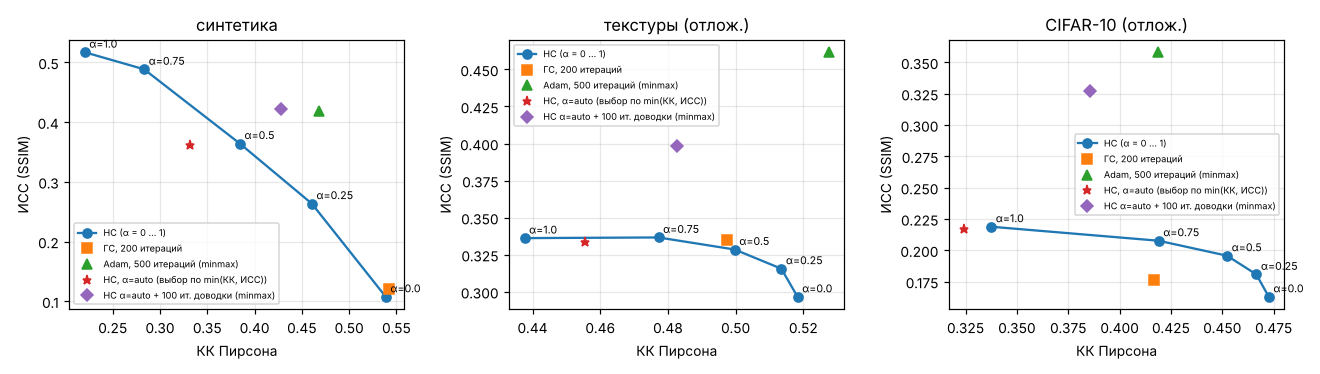 синтетика
ИСС (SSIM)
0.5
0.4
0.3
0.2
0.1
α=1.0
α=0.75
α=0.5
α=0.25
α=0.0
НС (α = 0 ... 1)
ГС, 200 итераций
Adam, 500 итераций (minmax)
НС, α=auto (выбор по min(КК, ИСС))
НС α=auto + 100 ит. доводки (minmax)
0.25 0.30 0.35 0.40 0.45 0.50 0.55
КК Пирсона
текстуры (отлож.)
ИСС (SSIM)
0.450
0.425
0.400
0.375
0.350
0.325
0.300
НС (α = 0 ... 1)
ГС, 200 итераций
Adam, 500 итераций (minmax)
НС, α=auto (выбор по min(КК, ИСС))
НС α=auto + 100 ит. доводки (minmax)
α=1.0
α=0.75
α=0.5
α=0.25
α=0.0
0.44 0.46 0.48 0.50 0.52
КК Пирсона
CIFAR-10 (отлож.)
ИСС (SSIM)
0.350
0.325
0.300
0.275
0.250
0.225
0.200
0.175
НС (α = 0 ... 1)
ГС, 200 итераций
Adam, 500 итераций (minmax)
НС, α=auto (выбор по min(КК, ИСС))
НС α=auto + 100 ит. доводки (minmax)
α=1.0
α=0.75
α=0.5
α=0.25
α=0.0
0.325 0.350 0.375 0.400 0.425 0.450 0.475
КК Пирсона